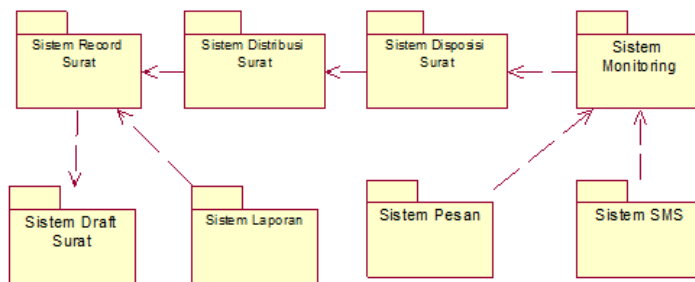 Sistem Record
Surat
Sistem Distribusi
Surat
Sistem Disposisi
Surat
Sistem
Monitoring
Sistem Draft
Surat
Sistem Laporan
Sistem Pesan
Sistem SMS